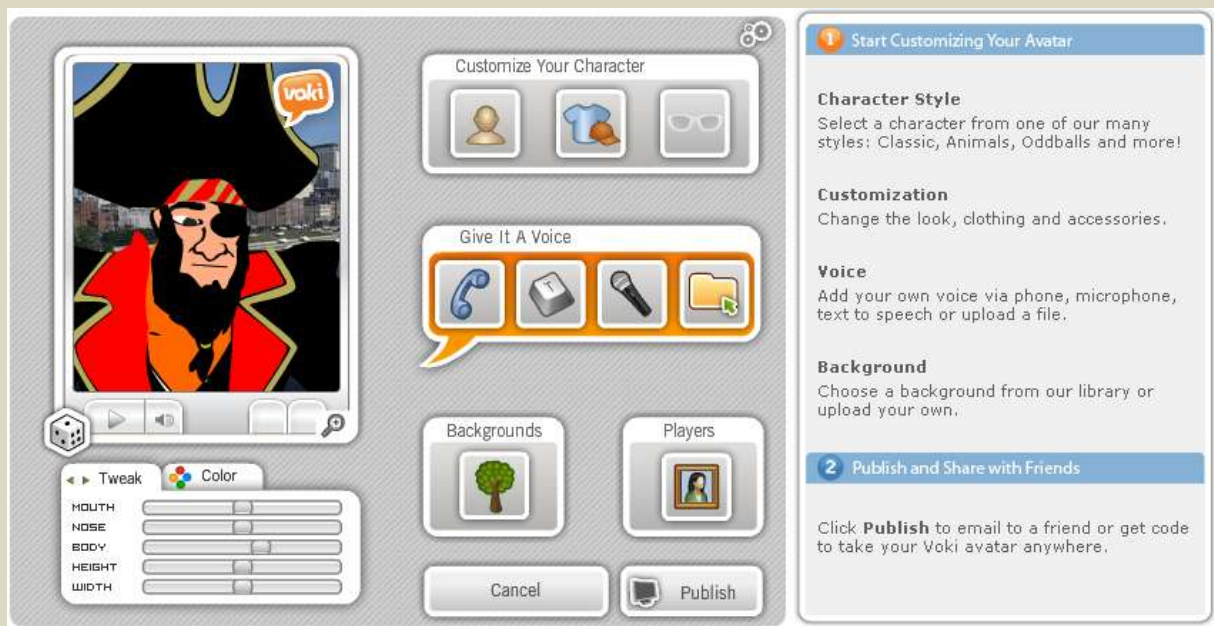 voki
Customize Your Character
Give It A Voice
T
Backgrounds
Players
Tweak
Color
MOUTH
NOSE
BODY
HEIGHT
WIDTH
Cancel
Publish
1 Start Customizing Your Avatar
Character Style
Select a character from one of our many
styles: Classic, Animals, Oddballs and more!
Customization
Change the look, clothing and accessories.
Voice
Add your own voice via phone, microphone,
text to speech or upload a file.
Background
Choose a background from our library or
upload your own.
2 Publish and Share with Friends
Click Publish to email to a friend or get code
to take your Voki avatar anywhere.